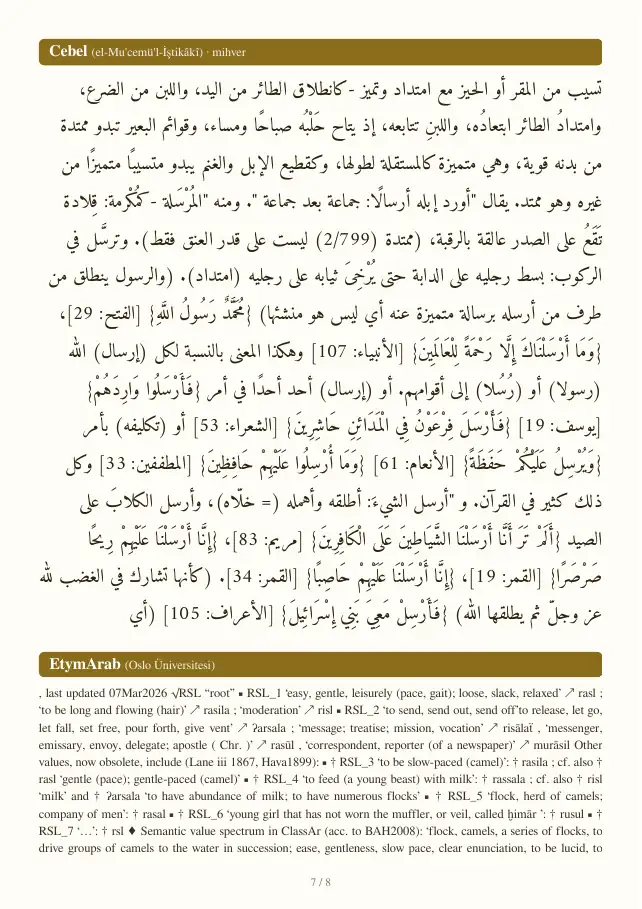 Cebel (el-Mu'cemü'l-İştikâkî) · mihver
تسيب من المقر أو الحيز مع امتداد وتميز -كانطلاق الطائر من اليد، واللبن من الضرع،
وامتدادُ الطائر ابتعادُه، واللبنِ تتابعه، إذ يتاح حَلْبُه صباحًا ومساء، وقوائم البعير تبدو ممتدة
من بدنه قوية، وهي متميزة كالمستقلة لطولها، وكقطيع الإبل والغنم يبدو متسيبًا متميزًا من
غيره وهو ممتد. يقال "أورد إبله أرسالًا: جماعة بعد جماعة ". ومنه "المُرْسَلة -كمُكْرمة: قِلادة
تَقَعُ على الصدر عالقة بالرقبة، (ممتدة (2/799) ليست على قدر العنق فقط). وترسَّل في
الركوب: بسط رجليه على الدابة حتى يُرْخِىَ ثيابه على رجليه (امتداد). (والرسول ينطلق من
طرف من أرسله برسالة متميزة عنه أي ليس هو منشئها) {مُحَمَّدٌ رَسُولُ اللَّهِ} [الفتح: 29]،
{وَمَا أَرْسَلْنَاكَ إِلَّا رَحْمَةً لِلْعَالَمِينَ} [الأنبياء: 107] وهكذا المعنى بالنسبة لكل (إرسال) الله
(رسولا) أو (رُسُلا) إلى أقوامهم. أو (إرسال) أحد أحدًا في أمر {فَأَرْسَلُوا وَارِدَهُمْ}
[يوسف: 19] {فَأَرْسَلَ فِرْعَوْنُ فِي الْمَدَائِنِ حَاشِرِينَ} [الشعراء: 53] أو (تكليفه) بأمر
{وَيُرْسِلُ عَلَيْكُمْ حَفَظَةً} [الأنعام: 61] {وَمَا أُرْسِلُوا عَلَيْهِمْ حَافِظِينَ} [المطففين: 33] وكل
ذلك كثير في القرآن. و "أرسل الشيءَ: أطلقه وأهمله (= خلّاه)، وأرسل الكلابَ على
الصيد {أَلَمْ تَرَ أَنَّا أَرْسَلْنَا الشَّيَاطِينَ عَلَى الْكَافِرِينَ} [مريم: 83]، {إِنَّا أَرْسَلْنَا عَلَيْهِمْ رِيحًا
صَرْصَرًا} [القمر: 19]، {إِنَّا أَرْسَلْنَا عَلَيْهِمْ حَاصِبًا} [القمر: 34]. (كأنها تشارك في الغضب لله
عز وجلّ ثم يطلقها الله) {فَأَرْسِلْ مَعِيَ بَنِي إِسْرَائِيلَ} [الأعراف: 105] (أي
EtymArab (Oslo Üniversitesi)
, last updated 07Mar2026 √RSL “root” ▪ RSL_1 ‘easy, gentle, leisurely (pace, gait); loose, slack, relaxed’ ↗ rasl ;
‘to be long and flowing (hair)’ ↗ rasila ; ‘moderation’ ↗ risl ▪ RSL_2 ‘to send, send out, send off to release, let go,
let fall, set free, pour forth, give vent’ ↗ ʔarsala ; ‘message; treatise; mission, vocation’ ↗ risālaẗ , ‘messenger,
emissary, envoy, delegate; apostle ( Chr. )’ ↗ rasūl , ‘correspondent, reporter (of a newspaper)’ ↗ murāsil Other
values, now obsolete, include (Lane iii 1867, Hava1899): ▪ † RSL_3 ‘to be slow-paced (camel)’: † rasila ; cf. also †
rasl ‘gentle (pace); gentle-paced (camel)’ ▪ † RSL_4 ‘to feed (a young beast) with milk’: † rassala ; cf. also † risl
‘milk’ and † ʔarsala ‘to have abundance of milk; to have numerous flocks’ ▪ † RSL_5 ‘flock, herd of camels;
company of men’: † rasal ▪ † RSL_6 ‘young girl that has not worn the muffler, or veil, called ḫimār ’: † rusul ▪ †
RSL_7 ‘…’: † rsl ♦ Semantic value spectrum in ClassAr (acc. to BAH2008): ‘flock, camels, a series of flocks, to
drive groups of camels to the water in succession; ease, gentleness, slow pace, clear enunciation, to be lucid, to
7 / 8